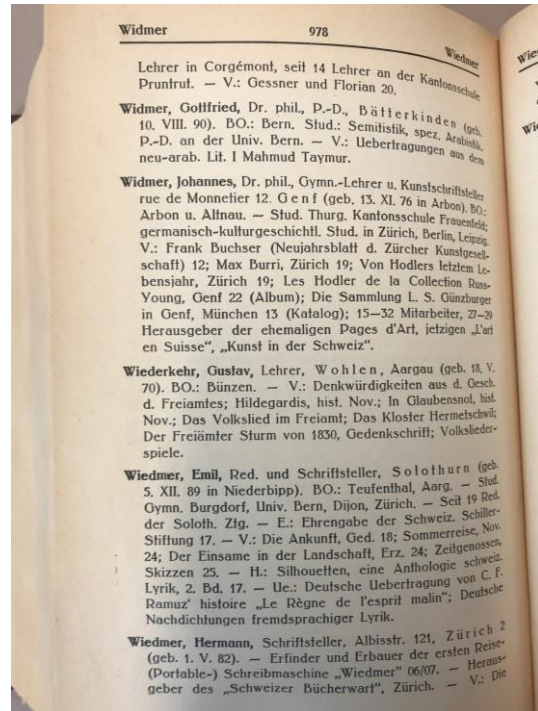 Widmer 978 Wiedmer
Lehrer in Corgémont, seit 14 Lehrer an der Kantonsschule
Pruntrut. — V.: Gessner und Florian 20.
Widmer, Gottfried, Dr. phil., P.-D., Bätterkinden (geb.
10. VIII. 90). BO.: Bern. Stud.: Semitistik, spez. Arabistik.
P.-D. an der Univ. Bern. — V.: Uebertragungen aus dem
neu-arab. Lit. I Mahmud Taymur.
Widmer, Johannes, Dr. phil., Gymn.-Lehrer u. Kunstschriftsteller
rue de Monnetier 12. Genf (geb. 13. XI. 76 in Arbon). BO.:
Arbon u. Altnau. — Stud. Thurg. Kantonsschule Frauenfeld;
germanisch-kulturgeschichtl. Stud. in Zürich, Berlin, Leipzig.
V.: Frank Buchser (Neujahrsblatt d. Zürcher Kunstgesell-
schaft) 12; Max Burri, Zürich 19; Von Hodlers letztem Le-
bensjahr, Zürich 19; Les Hodler de la Collection Russ-
Young, Genf 22 (Album); Die Sammlung L. S. Günzburger
in Genf, München 13 (Katalog); 15—32 Mitarbeiter, 27—29
Herausgeber der ehemaligen Pages d'Art, jetzigen „L'art
en Suisse“, „Kunst in der Schweiz“.
Wiederkehr, Gustav, Lehrer, Wohlen, Aargau (geb. 18. V.
70). BO.: Bünzen. — V.: Denkwürdigkeiten aus d. Gesch.
d. Freiamtes; Hildegardis, hist. Nov.; In Glaubensnot, hist.
Nov.; Das Volkslied im Freiamt; Das Kloster Hermetschwil;
Der Freiämter Sturm von 1830, Gedenkschrift; Volkslieder-
spiele.
Wiedmer, Emil, Red. und Schriftsteller, Solothurn (geb.
5. XII. 89 in Niederbipp). BO.: Teufenthal, Aarg. — Stud.
Gymn. Burgdorf, Univ. Bern, Dijon, Zürich. — Seit 19 Red.
der Soloth. Ztg. — E.: Ehrengabe der Schweiz. Schiller-
Stiftung 17. — V.: Die Ankunft, Ged. 18; Sommerreise, Nov.
24; Der Einsame in der Landschaft, Erz. 24; Zeitgenossen,
Skizzen 25. — H.: Silhouetten, eine Anthologie schweiz.
Lyrik, 2. Bd. 17. — Ue.: Deutsche Uebertragung von C. F.
Ramuz' histoire „Le Règne de l'esprit malin“; Deutsche
Nachdichtungen fremdsprachiger Lyrik.
Wiedmer, Hermann, Schriftsteller, Albisstr. 121, Zürich 2
(geb. 1. V. 82). — Erfinder und Erbauer der ersten Reise-
(Portable-) Schreibmaschine „Wiedmer“ 06/07. — Heraus-
geber des „Schweizer Bücherwart“, Zürich. — V.: Die